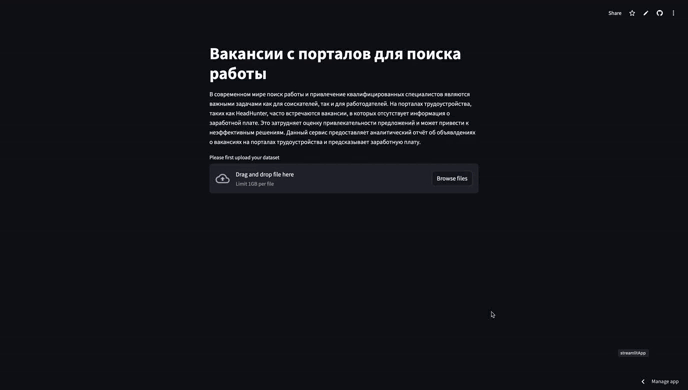 Share
Вакансии с порталов для поиска
работы
В современном мире поиск работы и привлечение квалифицированных специалистов являются
важными задачами как для соискателей, так и для работодателей. На порталах трудоустройства,
таких как HeadHunter, часто встречаются вакансии, в которых отсутствует информация о
заработной плате. Это затрудняет оценку привлекательности предложений и может привести к
неэффективным решениям. Данный сервис предоставляет аналитический отчёт об объявлдениях
о вакансиях на порталах трудоустройства и предсказывает заработную плату.
Please first upload your dataset
Drag and drop file here
Limit 1GB per file
Browse files
streamlitApp
Manage app